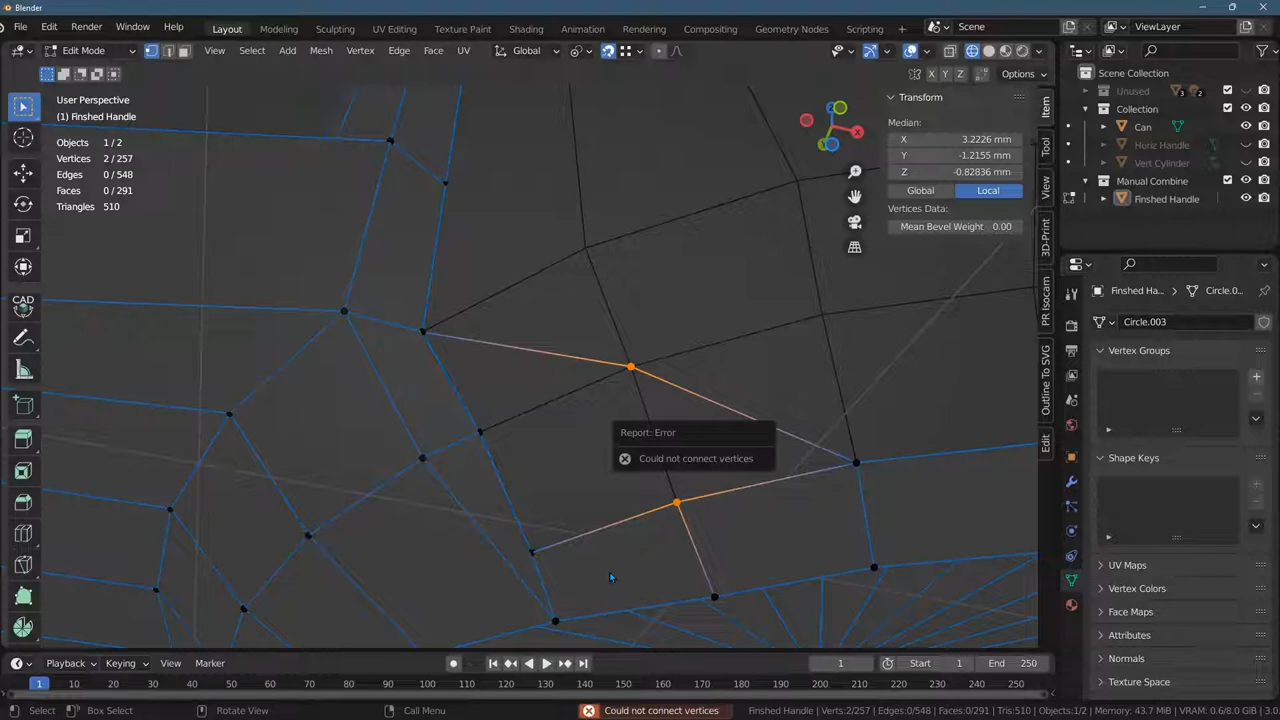 Blender
File Edit Render Window Help Layout Modeling Sculpting UV Editing Texture Paint Shading Animation Rendering Compositing Geometry Nodes Scripting + Scene ViewLayer
Edit Mode View Select Add Mesh Vertex Edge Face UV Global
X Y Z Options
User Perspective
(1) Finshed Handle
Objects 1/2
Vertices 2/257
Edges 0/548
Faces 0/291
Triangles 510
CAD
Transform
Median:
X 3.2226 mm
Y -1.2155 mm
Z -0.82836 mm
Global Local
Vertices Data:
Mean Bevel Weight 0.00
Item
Tool
View
3D-Print
PR Isocam
Outline To SVG
Edit
Report: Error
Could not connect vertices
Scene Collection
Unused 3 2
Collection
Can
Horiz Handle
Vert Cylinder
Manual Combine
Finshed Handle
Finshed Ha... Circle.0...
Circle.003
Vertex Groups
Shape Keys
UV Maps
Vertex Colors
Face Maps
Attributes
Normals
Texture Space
Playback Keying View Marker 1 Start 1 End 250
1 10 20 30 40 50 60 70 80 90 100 110 120 130 140 150 160 170 180 190 200 210 220 230 240 250
Select Box Select Rotate View Call Menu Could not connect vertices Finshed Handle | Verts:2/257 | Edges:0/548 | Faces:0/291 | Tris:510 | Objects:1/2 | Memory: 43.7 MiB | VRAM: 0.6/8.0 GiB | 3.0